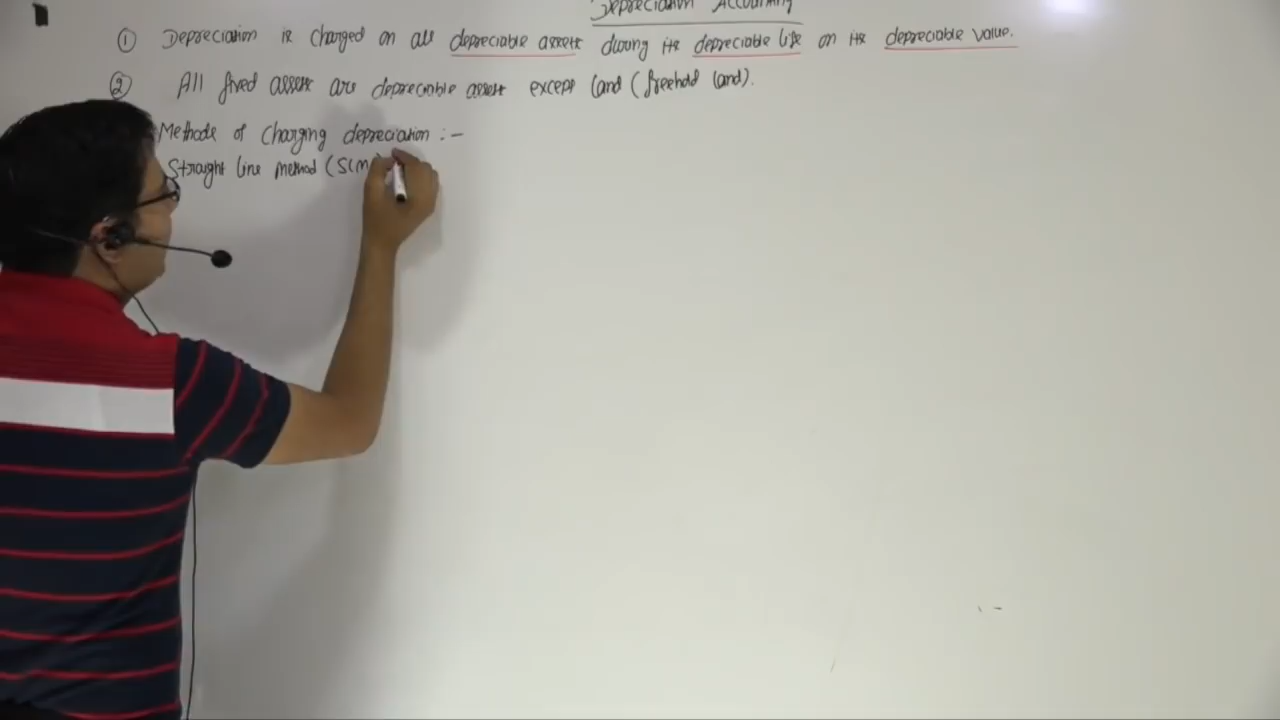 Depreciation Accounting
① Depreciation is charged on all depreciable assets during its depreciable life on its depreciable value.
② All fixed assets are depreciable assets except land (freehold land).
Methods of charging depreciation :-
Straight line method (SLM)